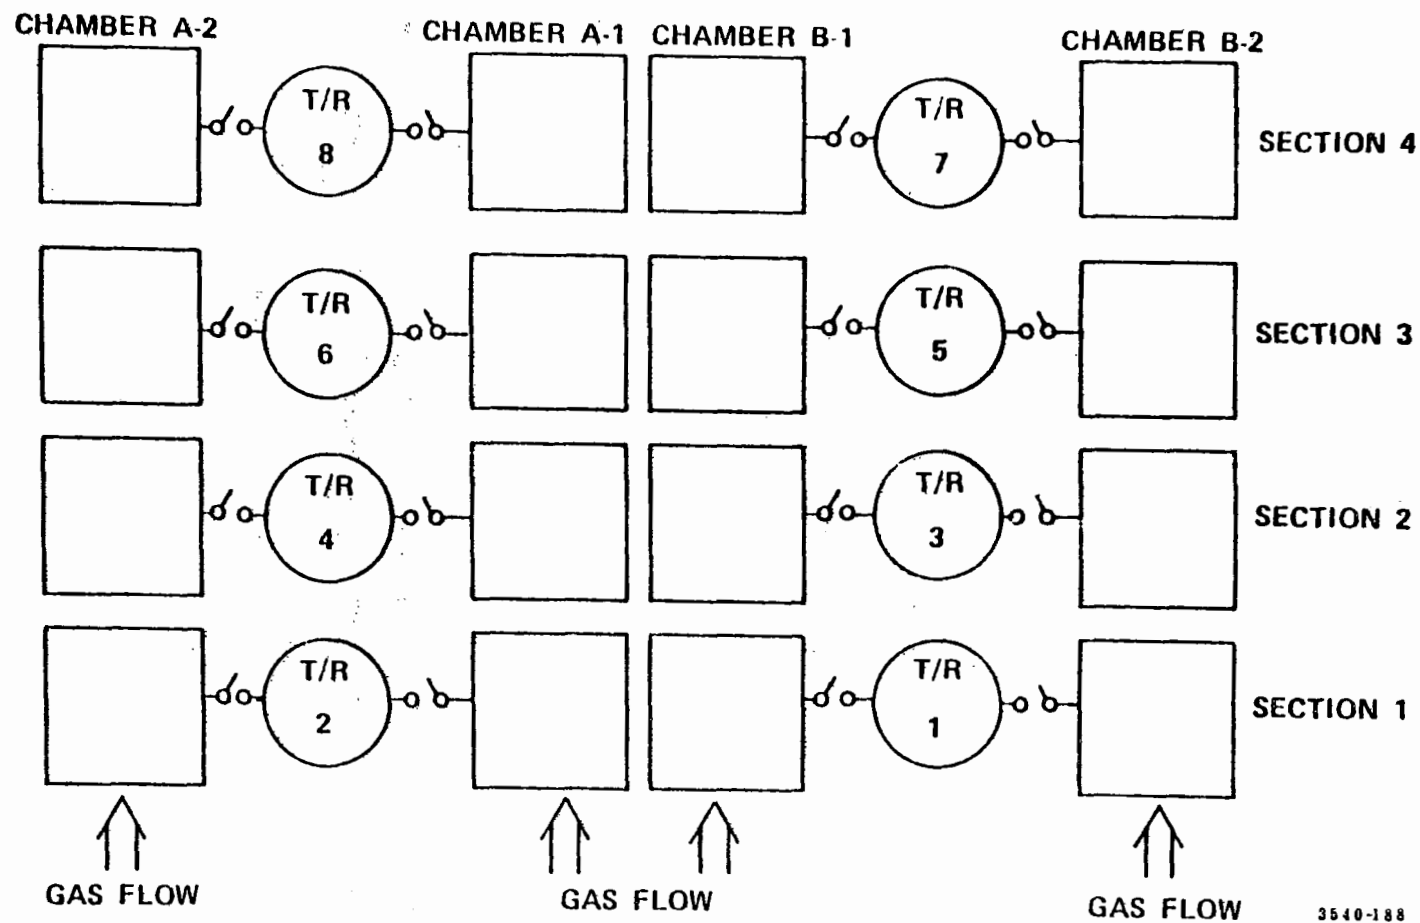 CHAMBER A-2
CHAMBER A-1
CHAMBER B-1
CHAMBER B-2
T/R
8
T/R
7
SECTION 4
T/R
6
T/R
5
SECTION 3
T/R
4
T/R
3
SECTION 2
T/R
2
T/R
1
SECTION 1
GAS FLOW
GAS FLOW
GAS FLOW
3540-188